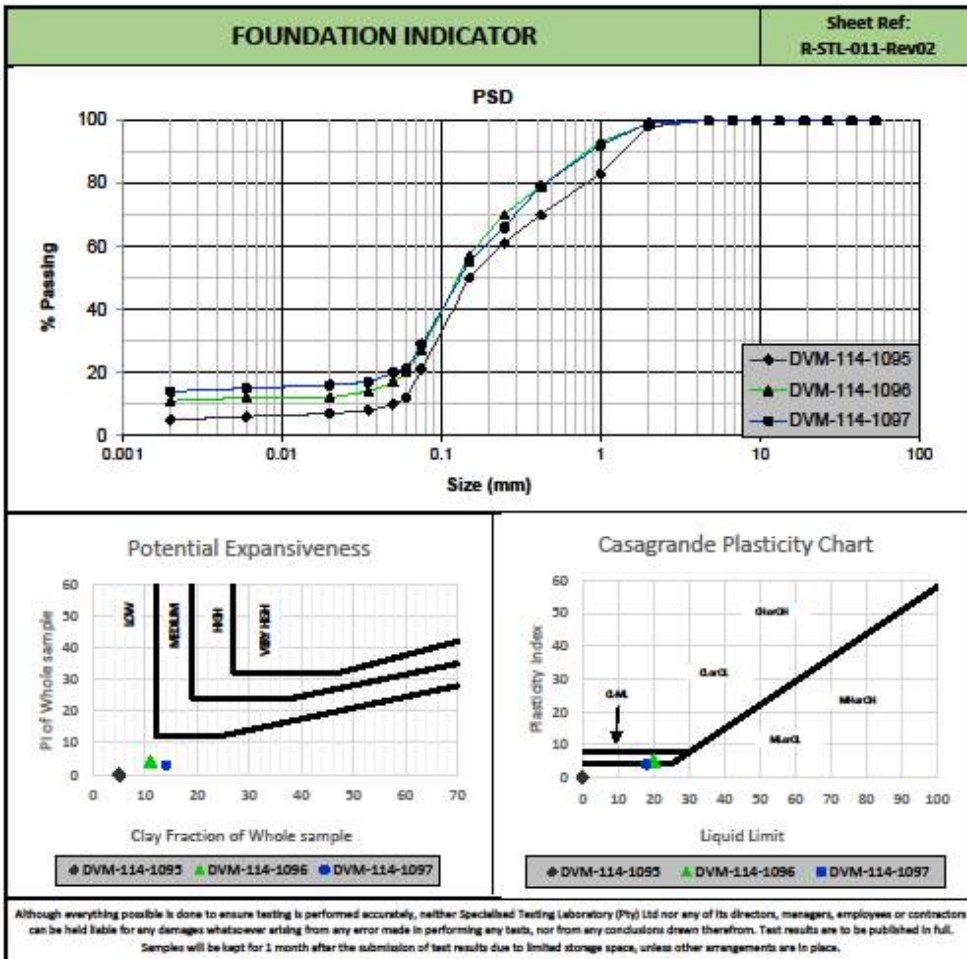 FOUNDATION INDICATOR
Sheet Ref:
R-STL-011-Rev02
PSD
% Passing
100
80
60
40
20
0
0.001
0.01
0.1
1
10
100
Size (mm)
DVM-114-1095
DVM-114-1096
DVM-114-1097
Potential Expansiveness
PI of Whole sample
60
50
40
30
20
10
0
LOW
MEDIUM
HIGH
VERY HIGH
0
10
20
30
40
50
60
70
Clay Fraction of Whole sample
DVM-114-1095
DVM-114-1096
DVM-114-1097
Casagrande Plasticity Chart
Plasticity Index
60
50
40
30
20
10
0
CL-ML
0
10
20
30
40
50
60
70
80
90
100
Liquid Limit
DVM-114-1095
DVM-114-1096
DVM-114-1097
Although everything possible is done to ensure testing is performed accurately, neither Specialised Testing Laboratory (Pty) Ltd nor any of its directors, managers, employees or contractors
can be held liable for any damages whatsoever arising from any error made in performing any tests, nor from any conclusions drawn therefrom. Test results are to be published in full.
Samples will be kept for 1 month after the submission of test results due to limited storage space, unless other arrangements are in place.